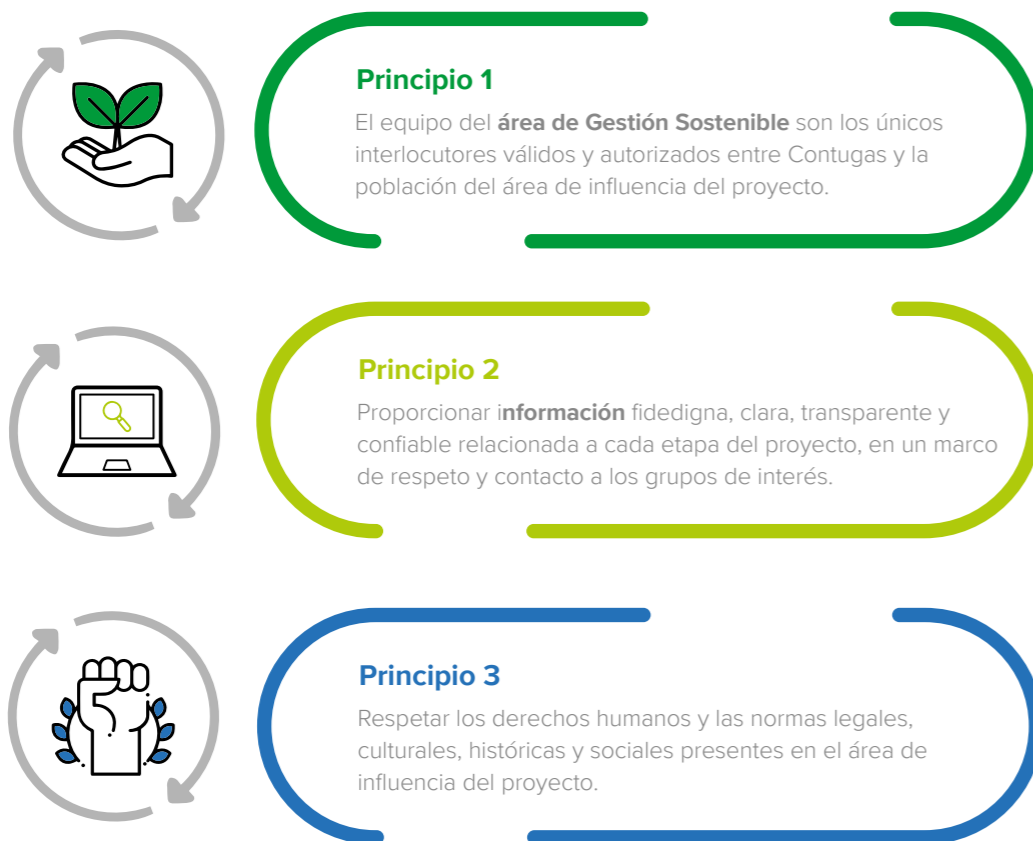 Principio 1
El equipo del área de Gestión Sostenible son los únicos
interlocutores válidos y autorizados entre Contugas y la
población del área de influencia del proyecto.
Principio 2
Proporcionar información fidedigna, clara, transparente y
confiable relacionada a cada etapa del proyecto, en un marco
de respeto y contacto a los grupos de interés.
Principio 3
Respetar los derechos humanos y las normas legales,
culturales, históricas y sociales presentes en el área de
influencia del proyecto.